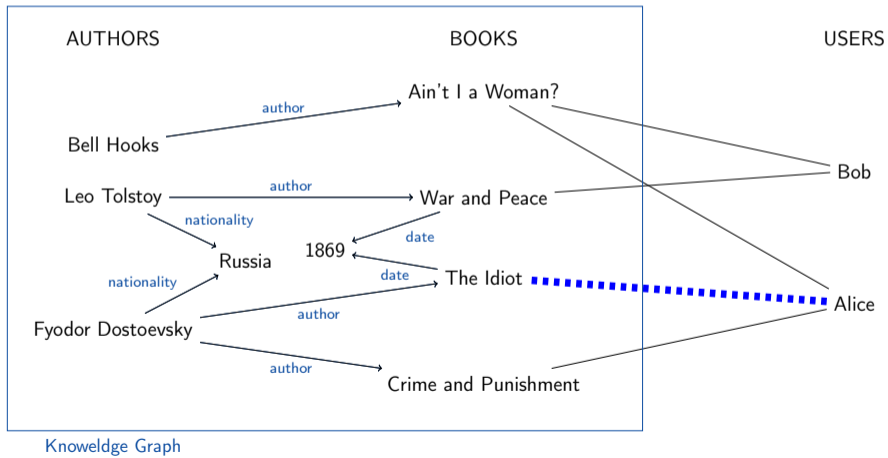 AUTHORS BOOKS USERS
Ain't I a Woman?
author
Bell Hooks
Bob
Leo Tolstoy
author
War and Peace
nationality
date
1869
Russia
date
The Idiot
nationality
author
Alice
Fyodor Dostoevsky
author
Crime and Punishment
Knoweldge Graph